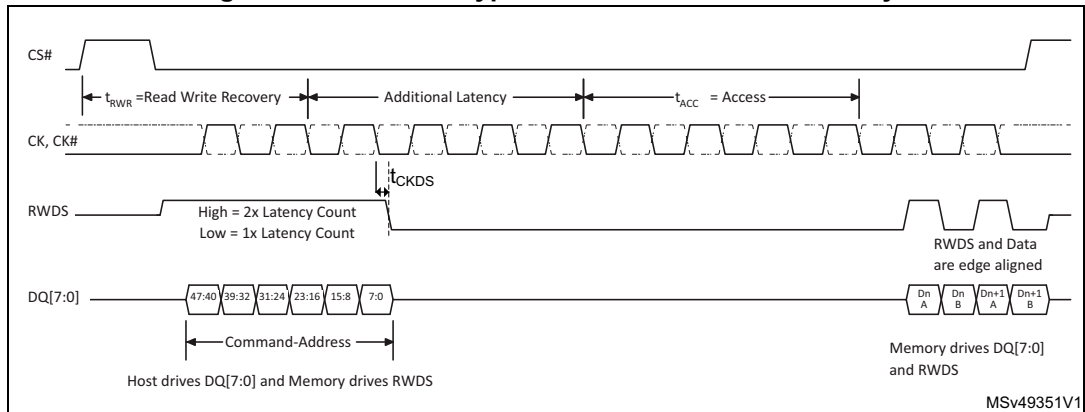 CS#
tRWR =Read Write Recovery
Additional Latency
tACC = Access
CK, CK#
tCKDS
RWDS
High = 2x Latency Count
Low = 1x Latency Count
RWDS and Data
are edge aligned
DQ[7:0]
47:40 39:32 31:24 23:16 15:8 7:0
Dn A Dn B Dn+1 A Dn+1 B
Command-Address
Memory drives DQ[7:0]
and RWDS
Host drives DQ[7:0] and Memory drives RWDS
MSv49351V1